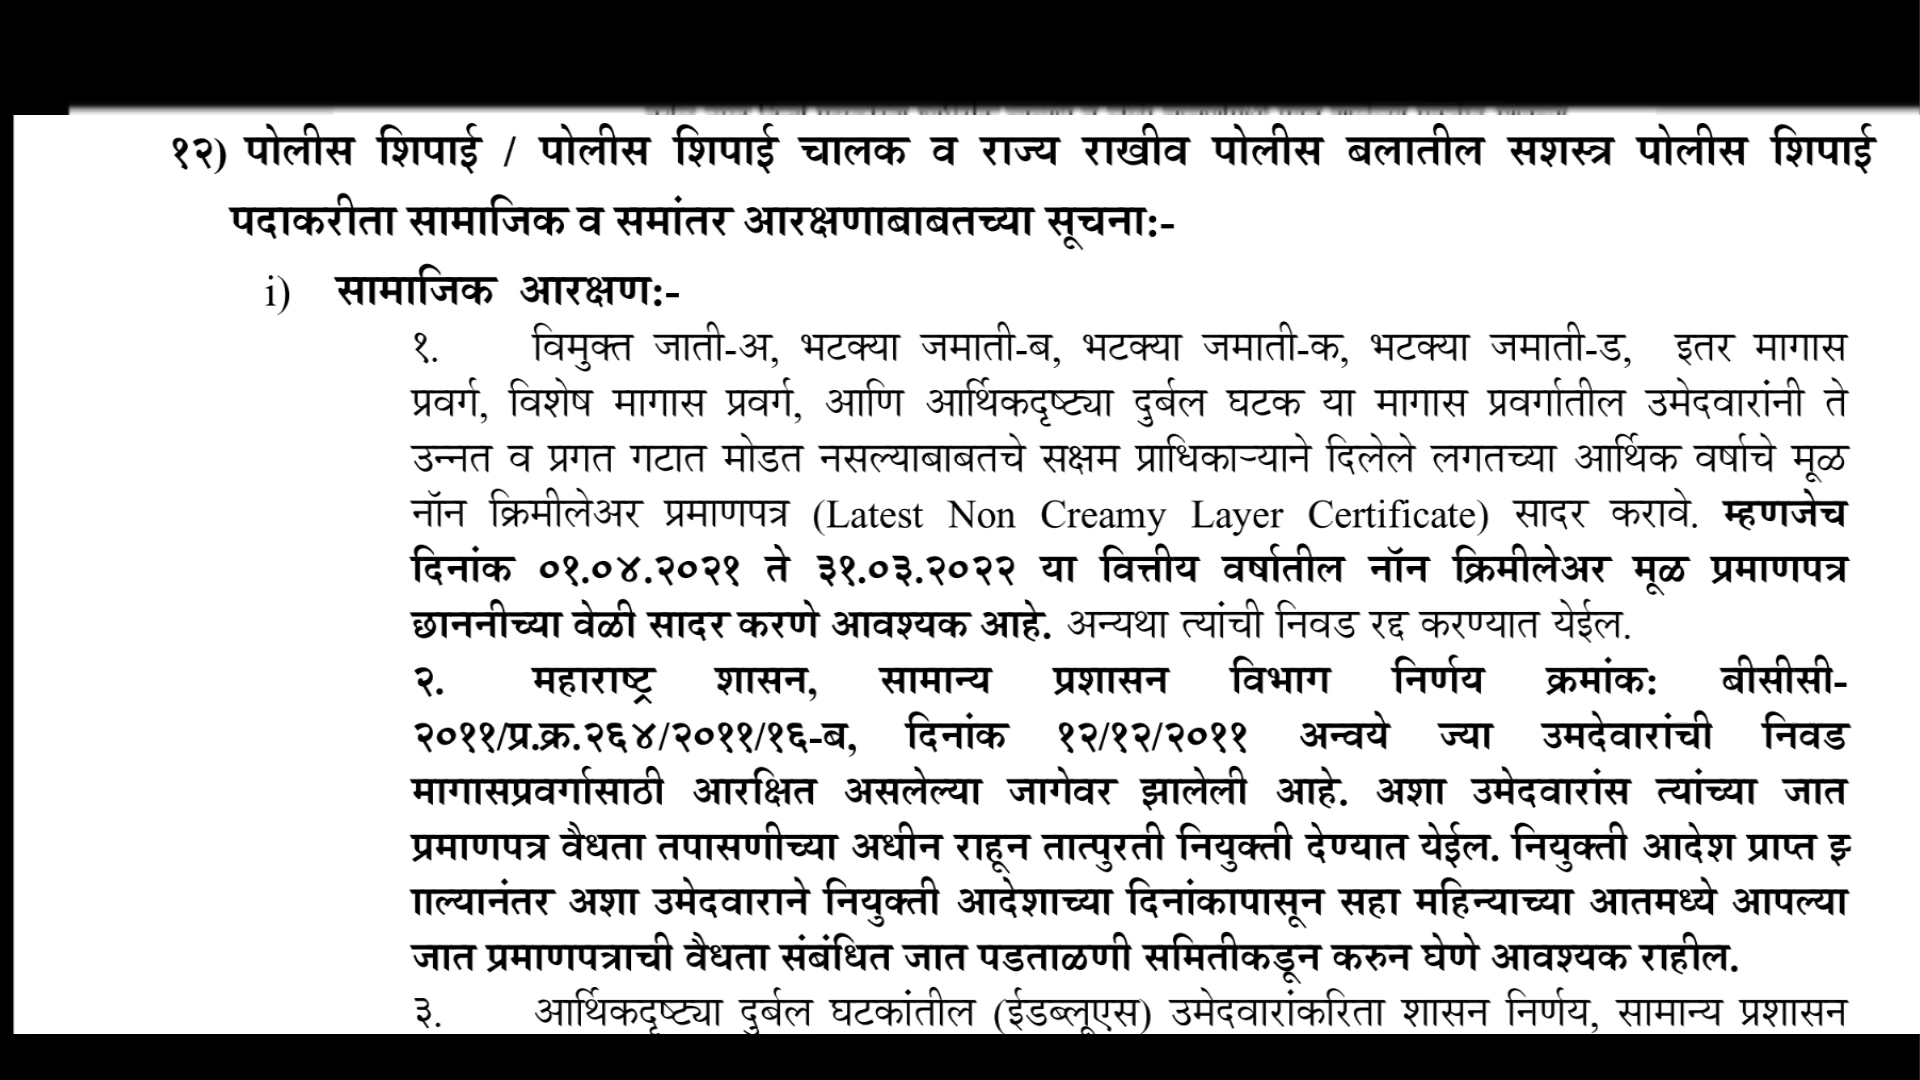 १२) पोलीस शिपाई / पोलीस शिपाई चालक व राज्य राखीव पोलीस बलातील सशस्त्र पोलीस शिपाई
पदाकरीता सामाजिक व समांतर आरक्षणाबाबतच्या सूचना:-
i) सामाजिक आरक्षण:-
१. विमुक्त जाती-अ, भटक्या जमाती-ब, भटक्या जमाती-क, भटक्या जमाती-ड, इतर मागास
प्रवर्ग, विशेष मागास प्रवर्ग, आणि आर्थिकदृष्ट्या दुर्बल घटक या मागास प्रवर्गातील उमेदवारांनी ते
उन्नत व प्रगत गटात मोडत नसल्याबाबतचे सक्षम प्राधिकाऱ्याने दिलेले लगतच्या आर्थिक वर्षाचे मूळ
नॉन क्रिमीलेअर प्रमाणपत्र (Latest Non Creamy Layer Certificate) सादर करावे. म्हणजेच
दिनांक ०१.०४.२०२१ ते ३१.०३.२०२२ या वित्तीय वर्षातील नॉन क्रिमीलेअर मूळ प्रमाणपत्र
छाननीच्या वेळी सादर करणे आवश्यक आहे. अन्यथा त्यांची निवड रद्द करण्यात येईल.
२. महाराष्ट्र शासन, सामान्य प्रशासन विभाग निर्णय क्रमांक: बीसीसी-
२०११/प्र.क्र.२६४/२०११/१६-ब, दिनांक १२/१२/२०११ अन्वये ज्या उमदेवारांची निवड
मागासप्रवर्गासाठी आरक्षित असलेल्या जागेवर झालेली आहे. अशा उमेदवारांस त्यांच्या जात
प्रमाणपत्र वैधता तपासणीच्या अधीन राहून तात्पुरती नियुक्ती देण्यात येईल. नियुक्ती आदेश प्राप्त झ
ाल्यानंतर अशा उमेदवाराने नियुक्ती आदेशाच्या दिनांकापासून सहा महिन्याच्या आतमध्ये आपल्या
जात प्रमाणपत्राची वैधता संबंधित जात पडताळणी समितीकडून करुन घेणे आवश्यक राहील.
३. आर्थिकदृष्ट्या दुर्बल घटकांतील (ईडब्लूएस) उमेदवारांकरिता शासन निर्णय, सामान्य प्रशासन